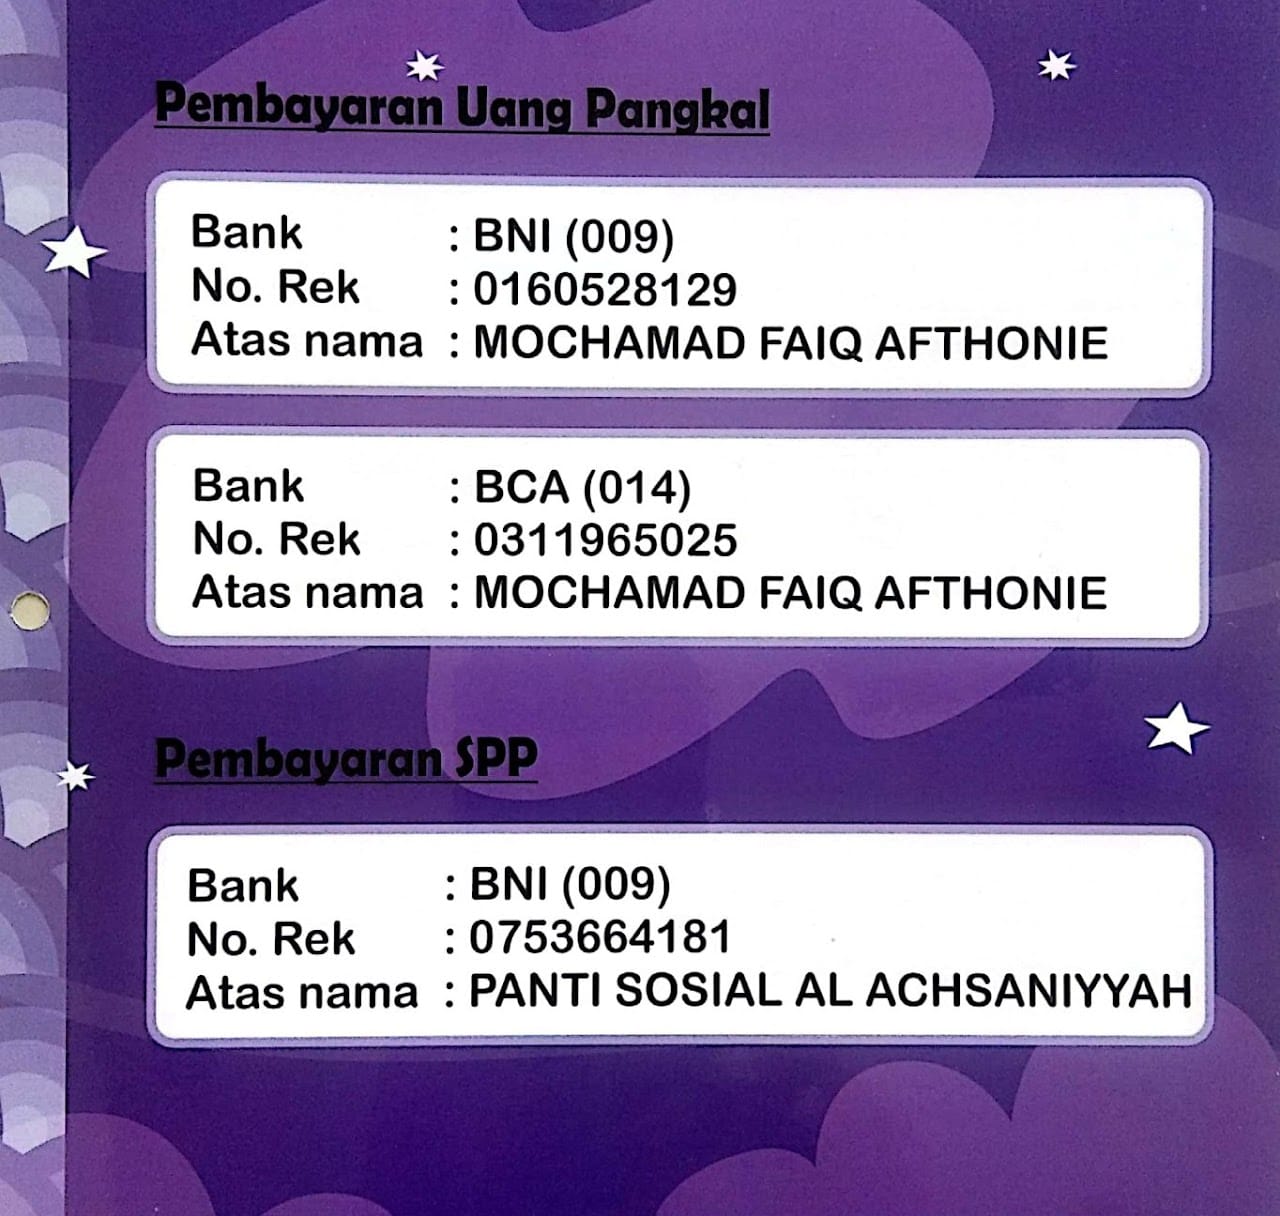 Pembayaran Uang Pangkal
Bank : BNI (009)
No. Rek : 0160528129
Atas nama : MOCHAMAD FAIQ AFTHONIE
Bank : BCA (014)
No. Rek : 0311965025
Atas nama : MOCHAMAD FAIQ AFTHONIE
Pembayaran SPP
Bank : BNI (009)
No. Rek : 0753664181
Atas nama : PANTI SOSIAL AL ACHSANIYYAH